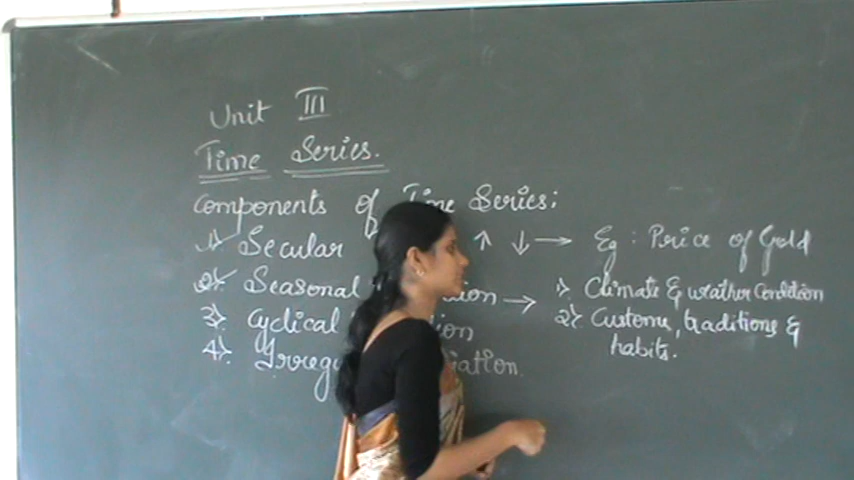 Unit III
Time Series.
Components of Time Series:
1) Secular ↑ ↓ → Eg: Price of Gold
2) Seasonal → 1) Climate & weather Condition
2) Customs, traditions &
habits.
3) Cyclical
4)